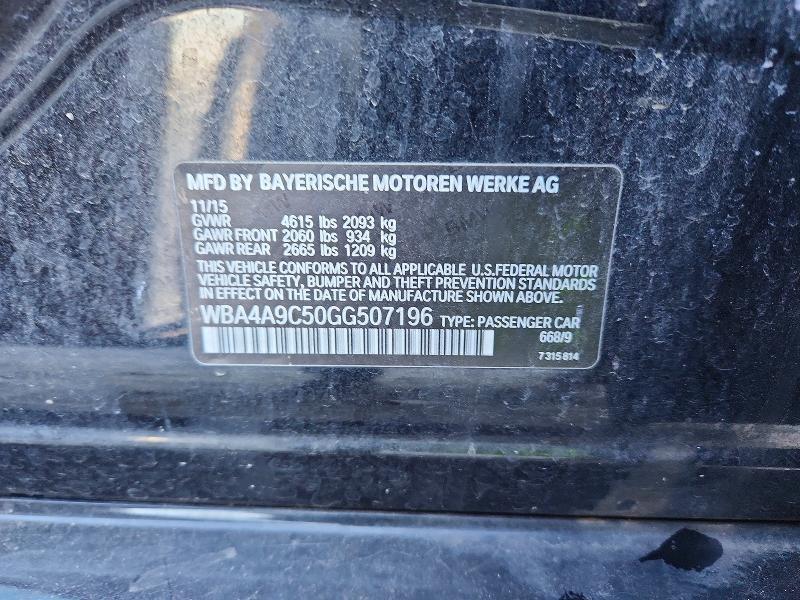 MFD BY BAYERISCHE MOTOREN WERKE AG
11/15
GVWR 4615 lbs 2093 kg
GAWR FRONT 2060 lbs 934 kg
GAWR REAR 2665 lbs 1209 kg
THIS VEHICLE CONFORMS TO ALL APPLICABLE U.S.FEDERAL MOTOR
VEHICLE SAFETY, BUMPER AND THEFT PREVENTION STANDARDS
IN EFFECT ON THE DATE OF MANUFACTURE SHOWN ABOVE.
WBA4A9C50GG507196 TYPE: PASSENGER CAR
668/9
7315814